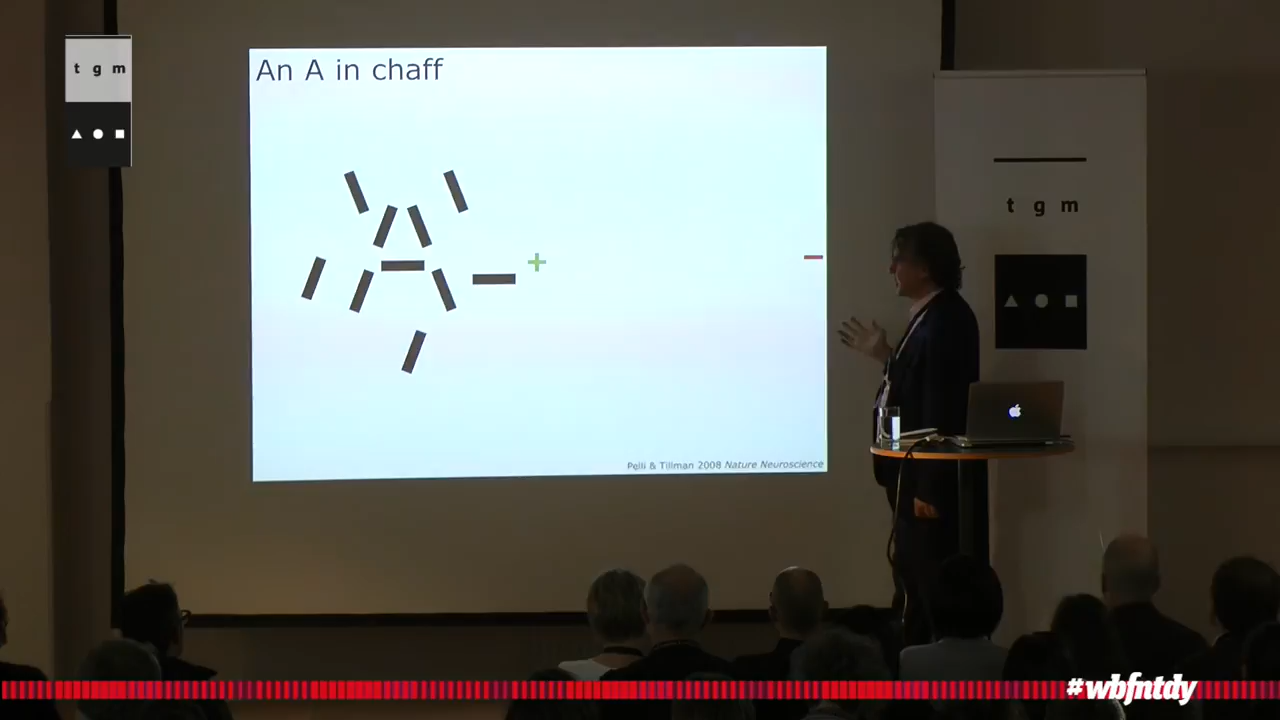 t g m
An A in chaff
+
−
Pelli & Tillman 2008 Nature Neuroscience
t g m
#wbfntdy